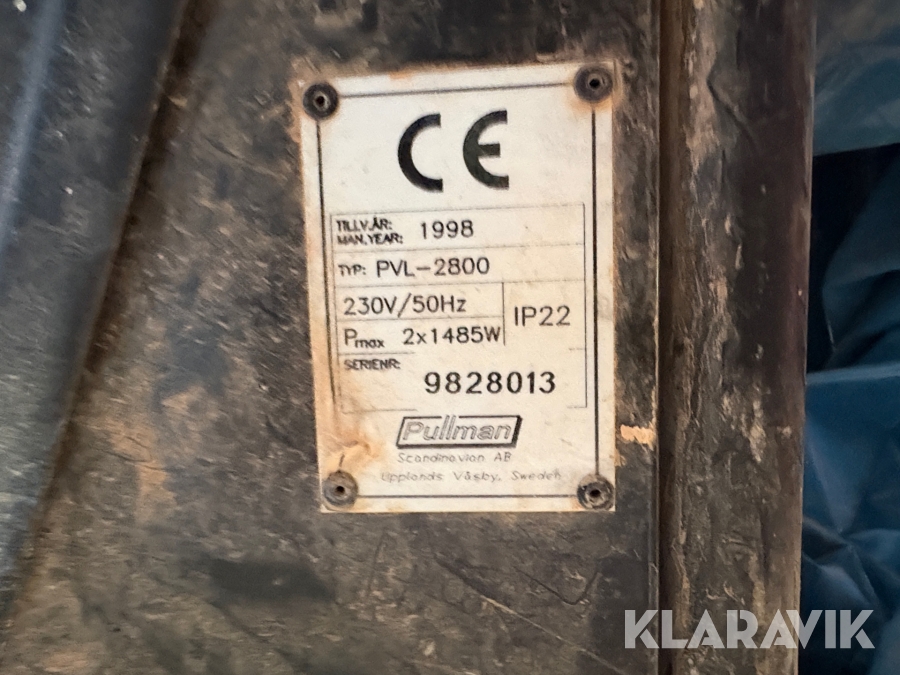 CE
TILLV.ÅR:
MAN.YEAR: 1998
TYP: PVL-2800
230V/50Hz
IP22
Pmax 2x1485W
SERIENR:
9828013
Pullman
Scandinavian AB
Upplands Väsby, Sweden
KLARAVIK